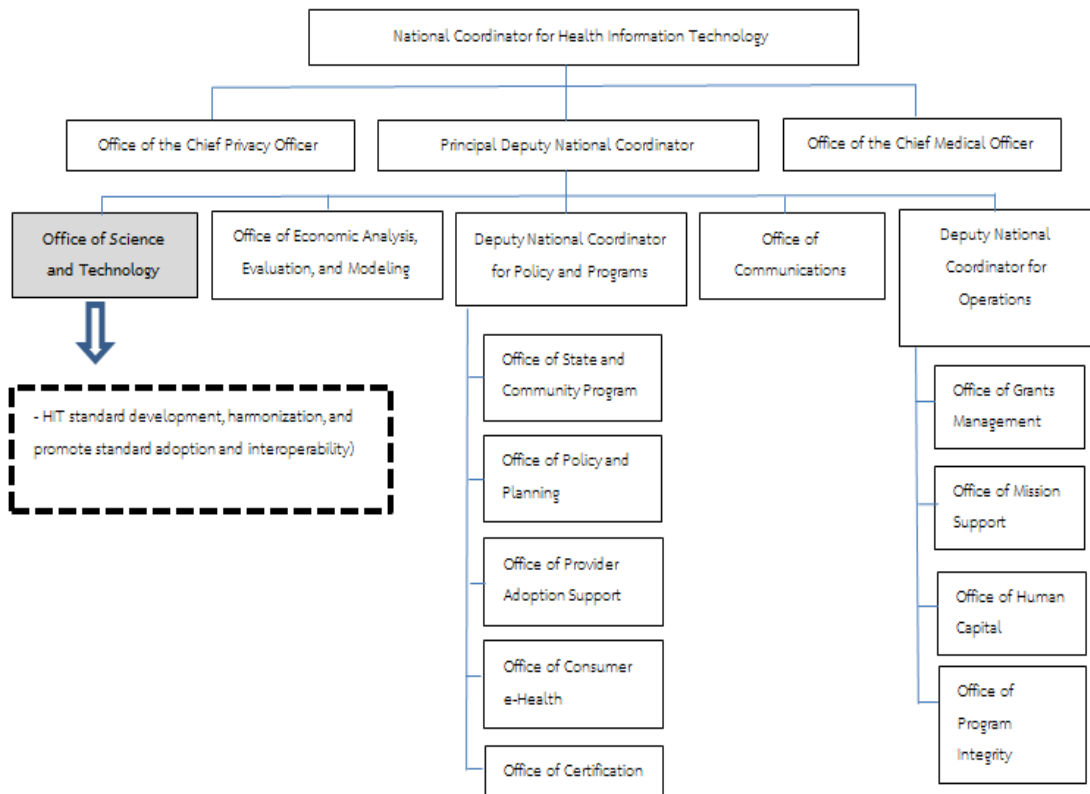 National Coordinator for Health Information Technology
Office of the Chief Privacy Officer
Principal Deputy National Coordinator
Office of the Chief Medical Officer
Office of Science
and Technology
Office of Economic Analysis,
Evaluation, and Modeling
Deputy National Coordinator
for Policy and Programs
Office of
Communications
Deputy National
Coordinator for
Operations
- HIT standard development, harmonization, and
promote standard adoption and interoperability)
Office of State and
Community Program
Office of Policy and
Planning
Office of Provider
Adoption Support
Office of Consumer
e-Health
Office of Certification
Office of Grants
Management
Office of Mission
Support
Office of Human
Capital
Office of
Program
Integrity